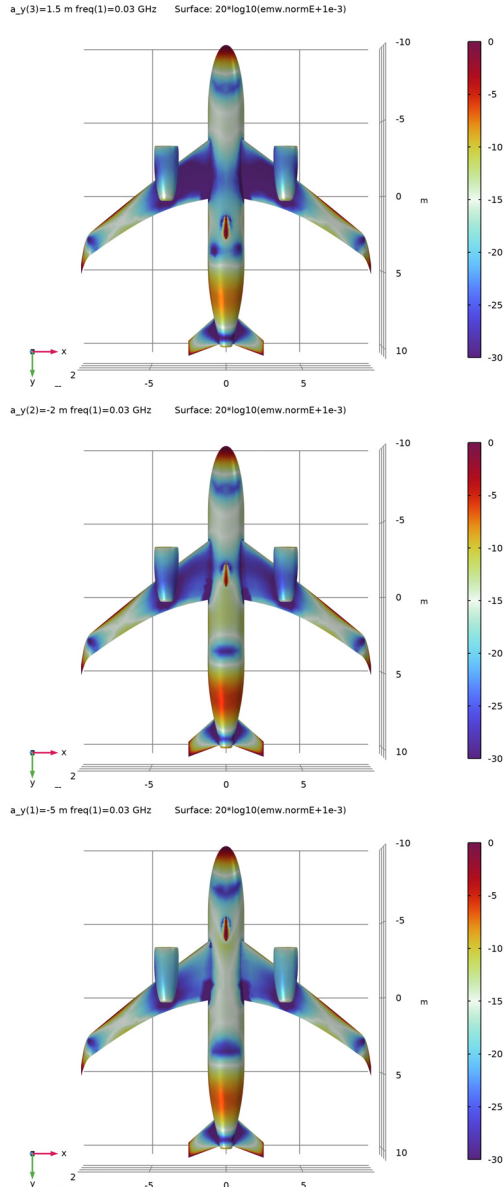 a_y(3)=1.5 m freq(1)=0.03 GHz Surface: 20*log10(emw.normE+1e-3)
-10 0
-5
-5
-10
0 m -15
-20
5
-25
x 10
2 -30
y ... -5 0 5
a_y(2)=-2 m freq(1)=0.03 GHz Surface: 20*log10(emw.normE+1e-3)
-10 0
-5
-5
-10
0 m -15
-20
5
-25
x 10
2 -30
y ... -5 0 5
a_y(1)=-5 m freq(1)=0.03 GHz Surface: 20*log10(emw.normE+1e-3)
-10 0
-5
-5
-10
0 m -15
-20
5
-25
x 10
2 -30
y ... -5 0 5